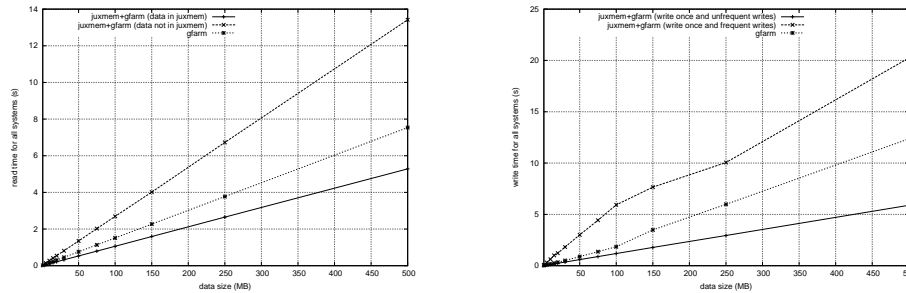 juxmem+gfarm (data in juxmem)
juxmem+gfarm (data not in juxmem)
gfarm
14
12
10
8
6
4
2
0
read time for all systems (s)
50 100 150 200 250 300 350 400 450 500
data size (MB)
juxmem+gfarm (write once and unfrequent writes)
juxmem+gfarm (write once and frequent writes)
gfarm
25
20
15
10
5
0
write time for all systems (s)
50 100 150 200 250 300 350 400 450
data size (MB)